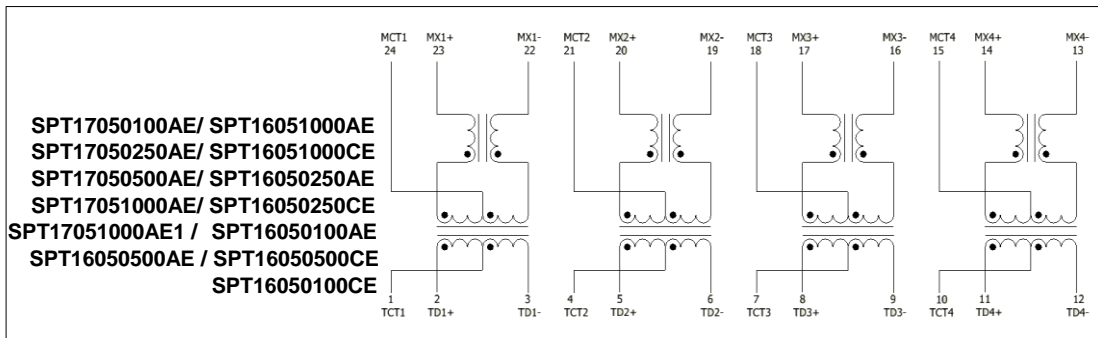 MCT1 MX1+ MX1- MCT2 MX2+ MX2- MCT3 MX3+ MX3- MCT4 MX4+ MX4-
24 23 22 21 20 19 18 17 16 15 14 13
SPT17050100AE/ SPT16051000AE
SPT17050250AE/ SPT16051000CE
SPT17050500AE/ SPT16050250AE
SPT17051000AE/ SPT16050250CE
SPT17051000AE1 / SPT16050100AE
SPT16050500AE / SPT16050500CE
SPT16050100CE
1 2 3 4 5 6 7 8 9 10 11 12
TCT1 TD1+ TD1- TCT2 TD2+ TD2- TCT3 TD3+ TD3- TCT4 TD4+ TD4-